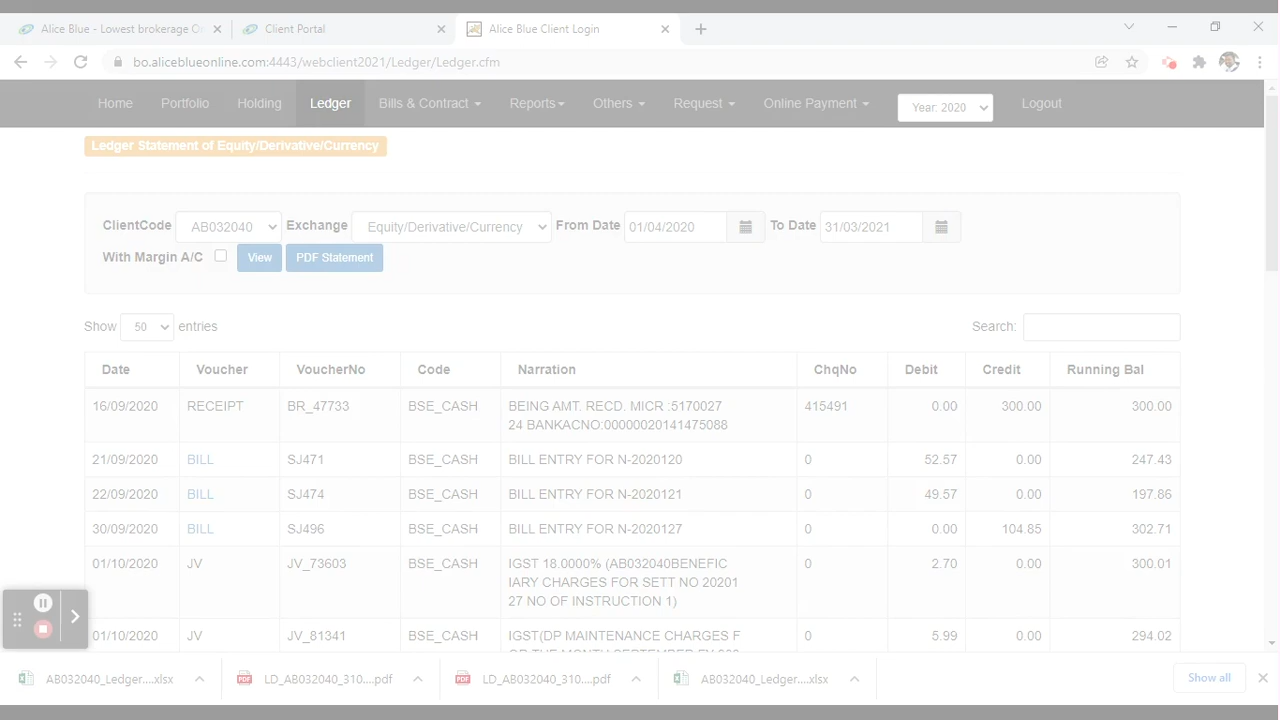 Alice Blue - Lowest brokerage O
Client Portal
Alice Blue Client Login
bo.aliceblueonline.com:4443/webclient2021/Ledger/Ledger.cfm
Home Portfolio Holding Ledger Bills & Contract Reports Others Request Online Payment Year: 2020 Logout
Ledger Statement of Equity/Derivative/Currency
ClientCode AB032040 Exchange Equity/Derivative/Currency From Date 01/04/2020 To Date 31/03/2021
With Margin A/C View PDF Statement
Show 50 entries Search:
Date Voucher VoucherNo Code Narration ChqNo Debit Credit Running Bal
16/09/2020 RECEIPT BR_47733 BSE_CASH BEING AMT. RECD. MICR :5170027 415491 0.00 300.00 300.00
24 BANKACNO:00000020141475088
21/09/2020 BILL SJ471 BSE_CASH BILL ENTRY FOR N-2020120 0 52.57 0.00 247.43
22/09/2020 BILL SJ474 BSE_CASH BILL ENTRY FOR N-2020121 0 49.57 0.00 197.86
30/09/2020 BILL SJ496 BSE_CASH BILL ENTRY FOR N-2020127 0 0.00 104.85 302.71
01/10/2020 JV JV_73603 BSE_CASH IGST 18.0000% (AB032040BENEFIC 0 2.70 0.00 300.01
IARY CHARGES FOR SETT NO 20201
27 NO OF INSTRUCTION 1)
01/10/2020 JV JV_81341 BSE_CASH IGST(DP MAINTENANCE CHARGES F 0 5.99 0.00 294.02
AB032040_Ledger....xlsx LD_AB032040_310....pdf LD_AB032040_310....pdf AB032040_Ledger....xlsx Show all